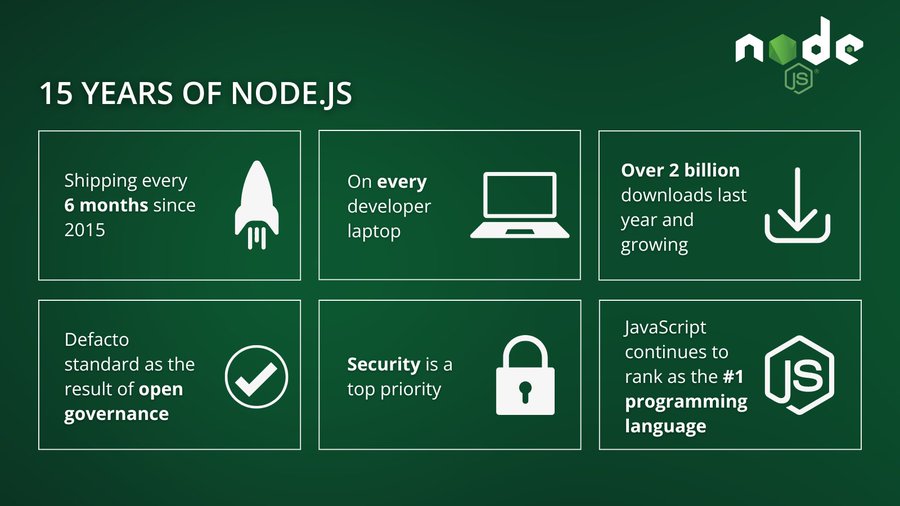 node
JS
15 YEARS OF NODE.JS
Shipping every
6 months since
2015
On every
developer
laptop
Over 2 billion
downloads last
year and
growing
Defacto
standard as the
result of open
governance
Security is a
top priority
JavaScript
continues to
rank as the #1
programming
language
JS